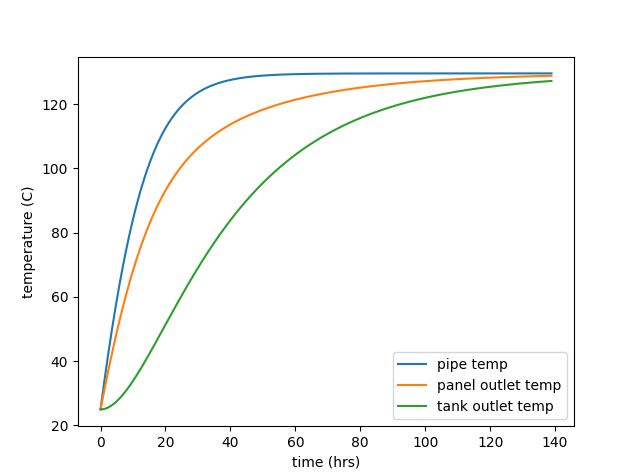 120
100
80
60
40
20
temperature (C)
0 20 40 60 80 100 120 140
time (hrs)
pipe temp
panel outlet temp
tank outlet temp